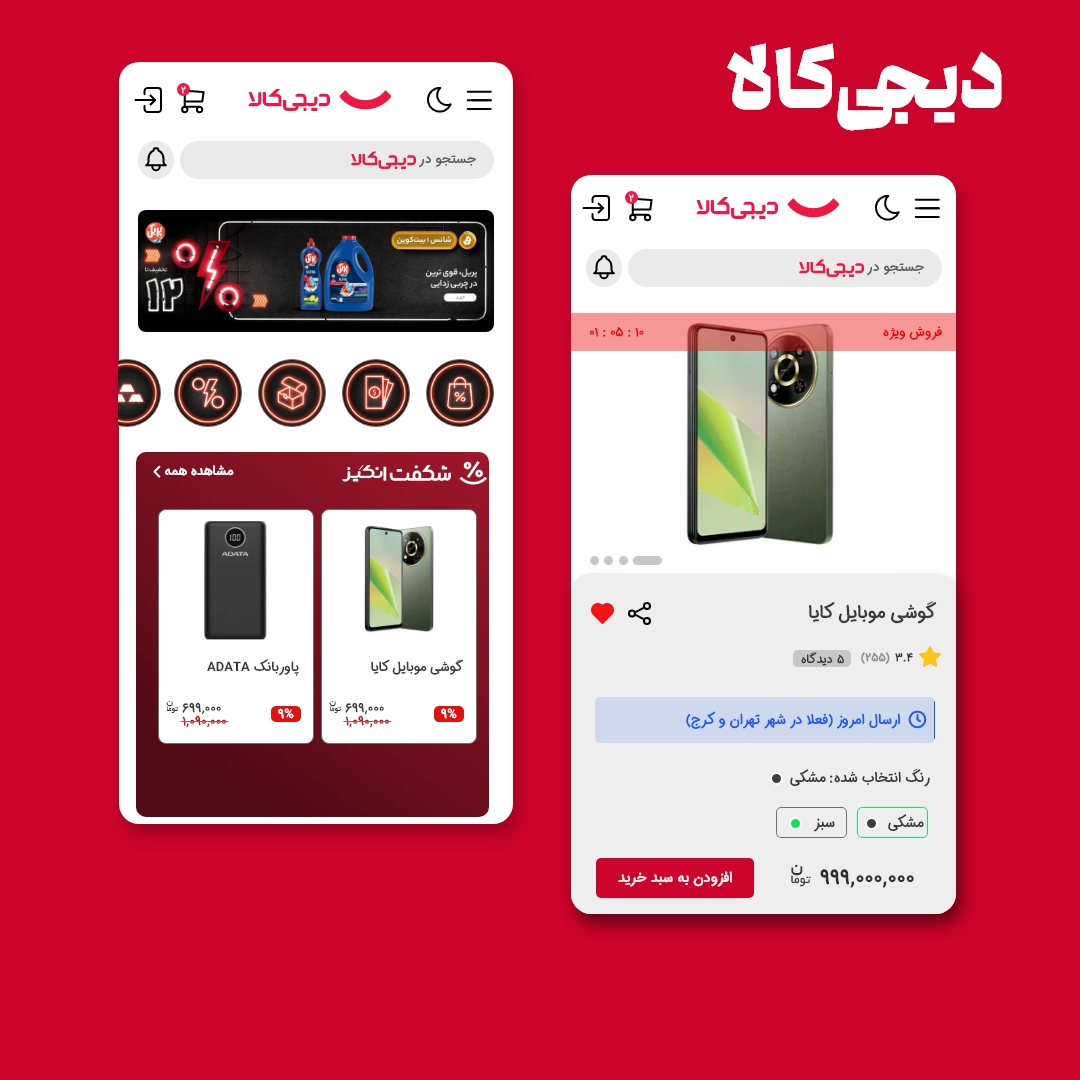 دیجی‌کالا
دیجی‌کالا
۲
جستجو در دیجی‌کالا
پریل
شانس ۱ بیت‌کوین
پریل، قوی ترین
در چربی زدایی
خرید
تخفیف تا
۱۲
شگفت انگیز
مشاهده همه
گوشی موبایل کایا
۶۹۹,۰۰۰ تومان
۱,۰۹۰,۰۰۰
۹%
100
ADATA
پاوربانک ADATA
۶۹۹,۰۰۰ تومان
۱,۰۹۰,۰۰۰
۹%
دیجی‌کالا
۲
جستجو در دیجی‌کالا
فروش ویژه
۰۱ : ۰۵ : ۱۰
گوشی موبایل کایا
۳.۴ (۲۵۵) ۵ دیدگاه
ارسال امروز (فعلا در شهر تهران و کرج)
رنگ انتخاب شده: مشکی
مشکی
سبز
۹۹۹,۰۰۰,۰۰۰ تومان
افزودن به سبد خرید